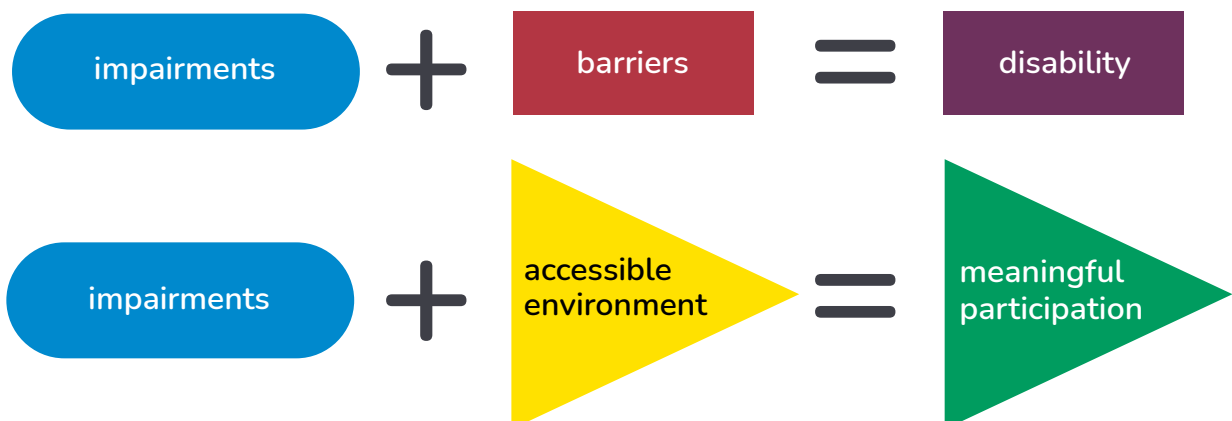 impairments + barriers = disability
impairments + accessible environment = meaningful participation